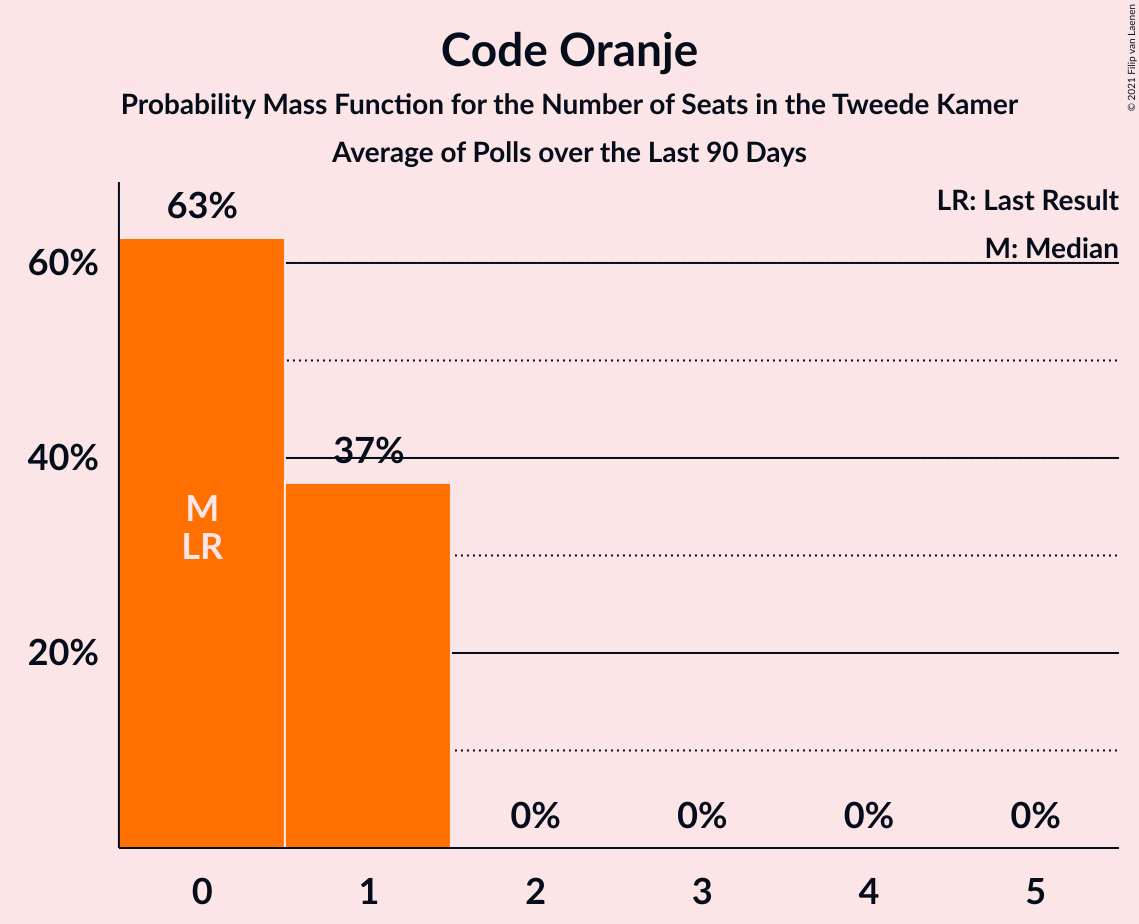 Code Oranje
Probability Mass Function for the Number of Seats in the Tweede Kamer
Average of Polls over the Last 90 Days
© 2021 Filip van Laenen
LR: Last Result
M: Median
63%
60%
37%
40%
M
LR
20%
0% 0% 0% 0%
0 1 2 3 4 5